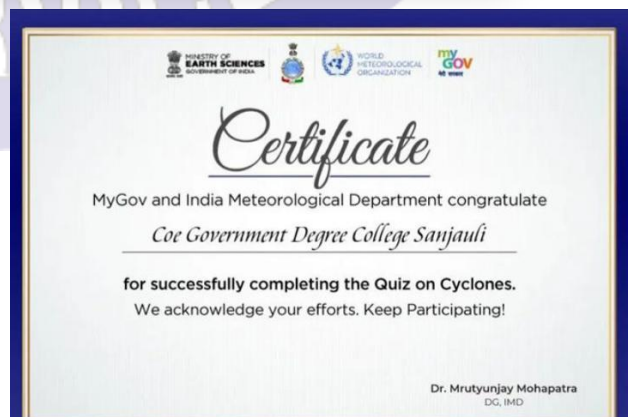 MINISTRY OF
EARTH SCIENCES
GOVERNMENT OF INDIA
WORLD
METEOROLOGICAL
ORGANIZATION
my
GOV
मेरी सरकार
Certificate
MyGov and India Meteorological Department congratulate
Coe Government Degree College Sanjauli
for successfully completing the Quiz on Cyclones.
We acknowledge your efforts. Keep Participating!
Dr. Mrutyunjay Mohapatra
DG, IMD